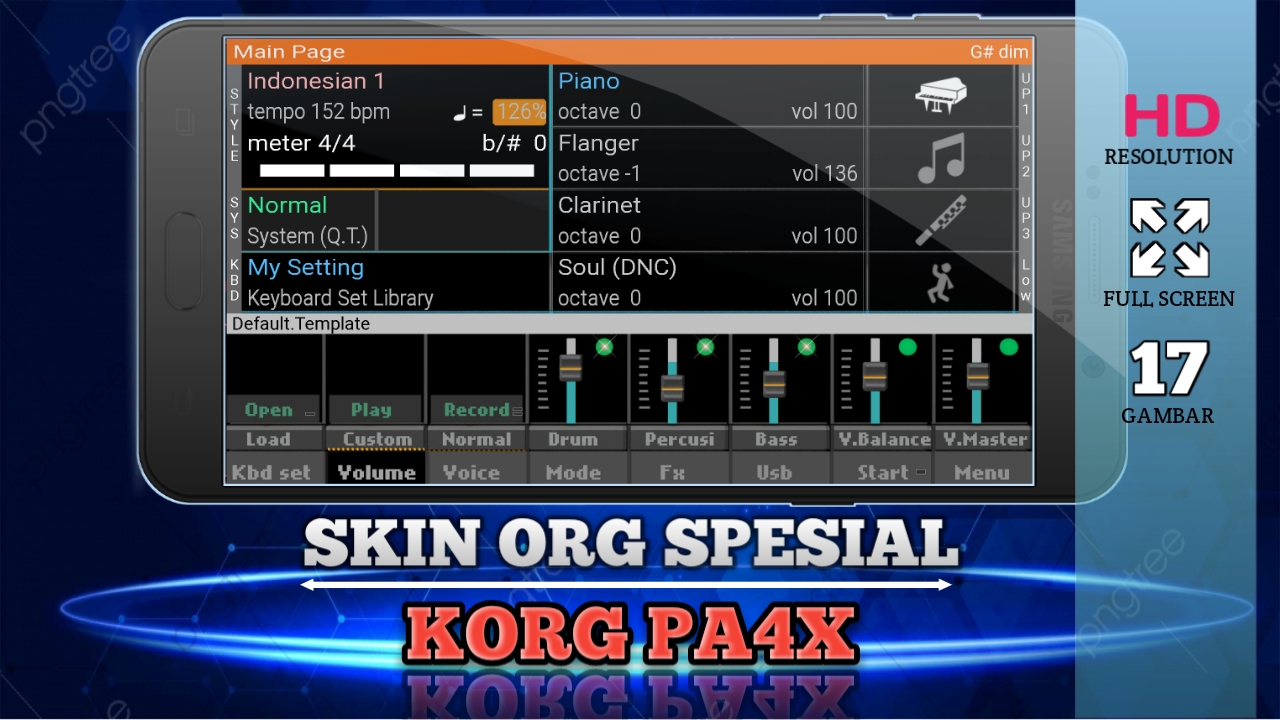 Main Page
G# dim
STYLE
Indonesian 1
tempo 152 bpm
= 126%
meter 4/4
b/# 0
SYS
Normal
System (Q.T.)
KBD
My Setting
Keyboard Set Library
Piano
octave 0
vol 100
UP1
Flanger
octave -1
vol 136
UP2
Clarinet
octave 0
vol 100
UP3
Soul (DNC)
octave 0
vol 100
Low
Default.Template
Open
Play
Record
Load
Custom
Normal
Drum
Percusi
Bass
V.Balance
V.Master
Kbd set
Volume
Voice
Mode
Fx
Usb
Start
Menu
SAMSUNG
HD
RESOLUTION
FULL SCREEN
17
GAMBAR
SKIN ORG SPESIAL
KORG PA4X
pngtree
pngtree
pngtree